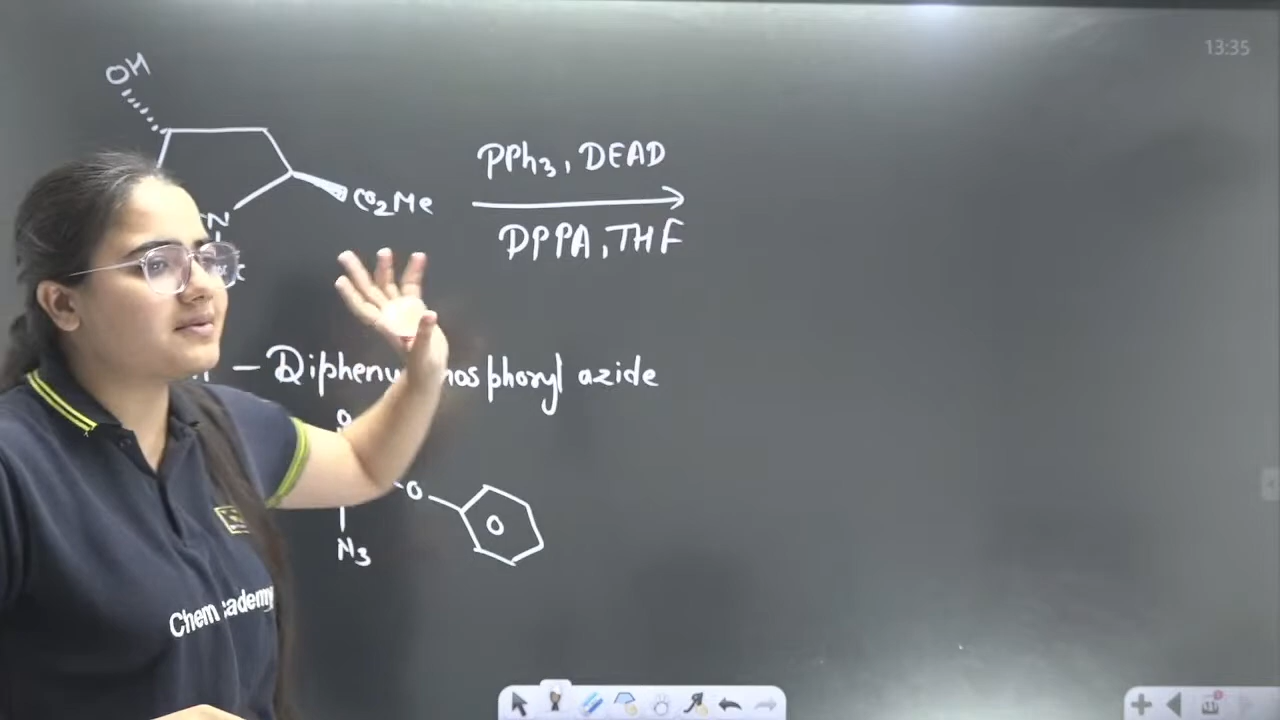 13:35
OH
PPh3, DEAD
CO2Me
N
DPPA, THF
- Diphenyl phosphoryl azide
O
O
N3
Chem